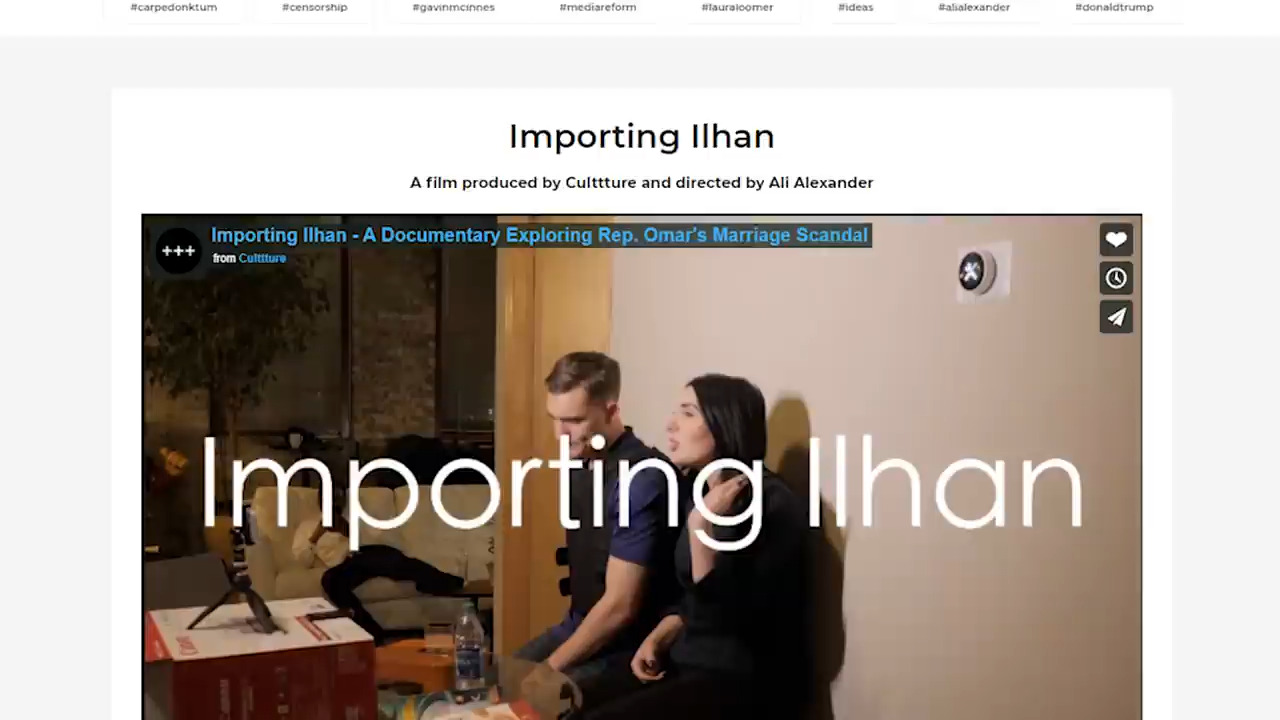 #carpedonktum #censorship #gavinmcinnes #mediareform #lauraloomer #ideas #alialexander #donaldtrump
Importing Ilhan
A film produced by Culttture and directed by Ali Alexander
Importing Ilhan - A Documentary Exploring Rep. Omar's Marriage Scandal
+++
from Culttture
Importing Ilhan